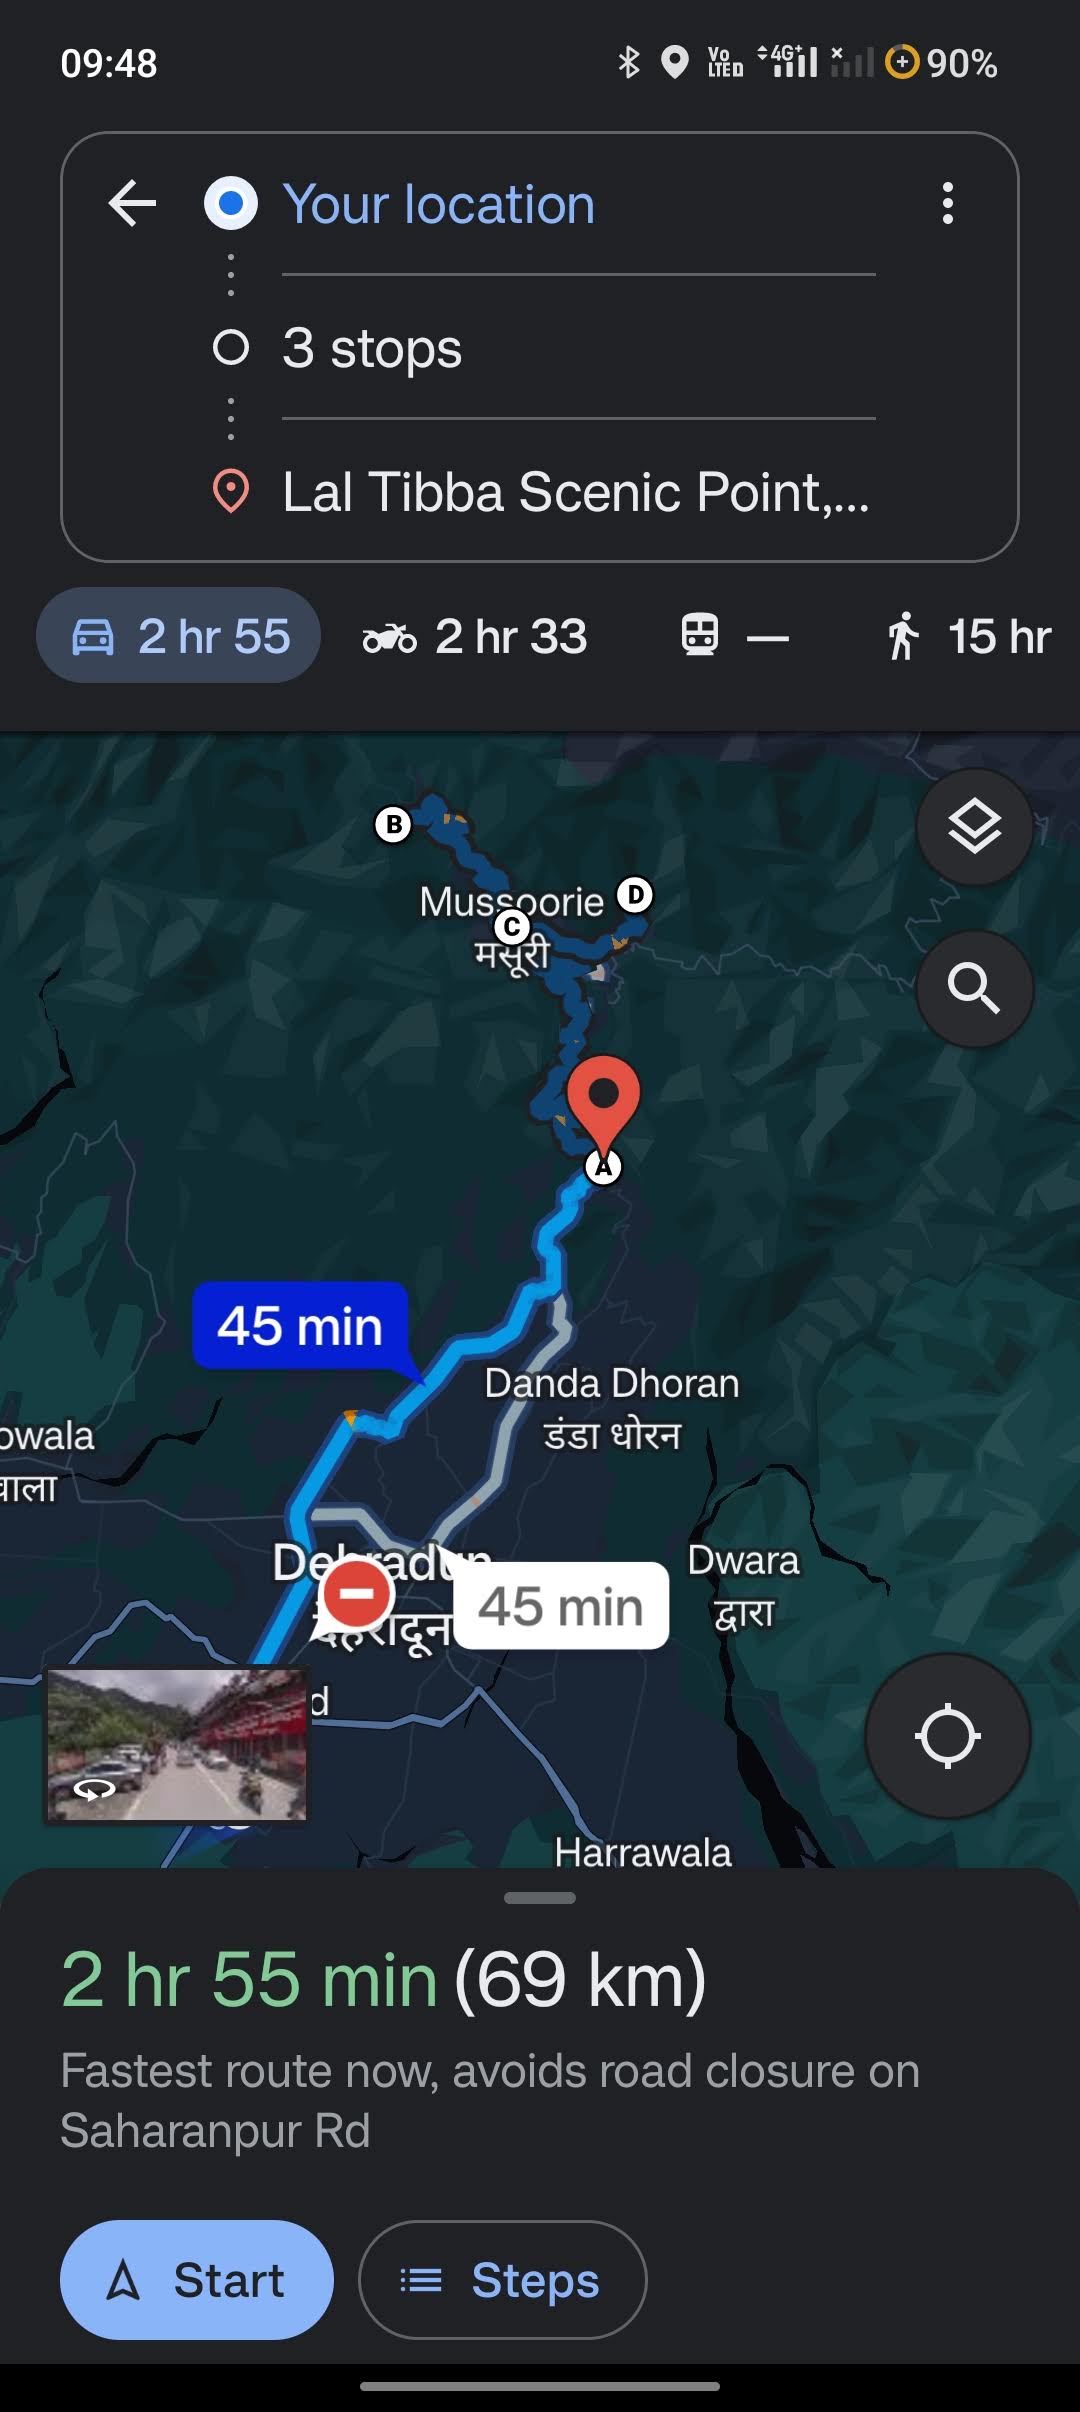 09:48
Vo
LTE
4G+
90%
Your location
3 stops
Lal Tibba Scenic Point,...
2 hr 55
2 hr 33
—
15 hr
B
Mussoorie
D
C
मसूरी
A
45 min
Danda Dhoran
डंडा धोरन
owala
वाला
Dehradun
देहरादून
45 min
Dwara
द्वारा
d
Harrawala
2 hr 55 min (69 km)
Fastest route now, avoids road closure on
Saharanpur Rd
Start
Steps